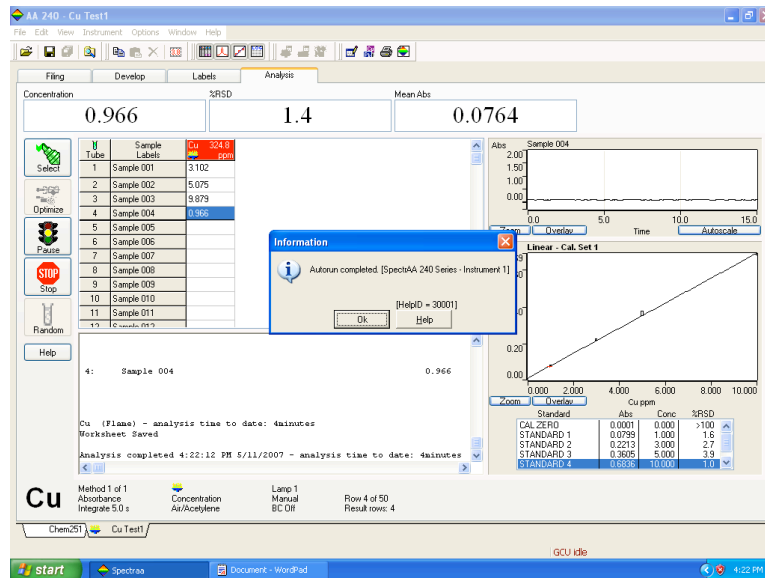 AA 240 - Cu Test1
File Edit View Instrument Options Window Help
Filing Develop Labels Analysis
Concentration %RSD Mean Abs
0.966 1.4 0.0764
Select
Optimize
Pause
STOP
Stop
Random
Help
Tube Sample Labels Cu 324.8 ppm
1 Sample 001 3.102
2 Sample 002 5.075
3 Sample 003 9.879
4 Sample 004 0.966
5 Sample 005
6 Sample 006
7 Sample 007
8 Sample 008
9 Sample 009
10 Sample 010
11 Sample 011
12 Sample 012
Abs Sample 004
2.00
1.50
1.00
0.00
0.0 5.0 10.0 15.0
Zoom Overlay Time Autoscale
Linear - Cal. Set 1
0.20
0.00
0.000 2.000 4.000 6.000 8.000 10.000
Zoom Overlay Cu ppm
Standard Abs Conc %RSD
CAL ZERO 0.0001 0.000 >100
STANDARD 1 0.0799 1.000 1.6
STANDARD 2 0.2213 3.000 2.7
STANDARD 3 0.3605 5.000 3.9
STANDARD 4 0.6836 10.000 1.0
Information
Autorun completed. [SpectrAA 240 Series - Instrument 1]
[HelpID = 30001]
Ok Help
4: Sample 004 0.966
Cu (Flame) - analysis time to date: 4minutes
Worksheet Saved
Analysis completed 4:22:12 PM 5/11/2007 - analysis time to date: 4minutes
Cu
Method 1 of 1
Absorbance Concentration Lamp 1 Manual Row 4 of 50
Integrate 5.0 s Air/Acetylene BC Off Result rows: 4
Chem251 Cu Test1
GCU idle
start Spectraa Document - WordPad 4:22 PM